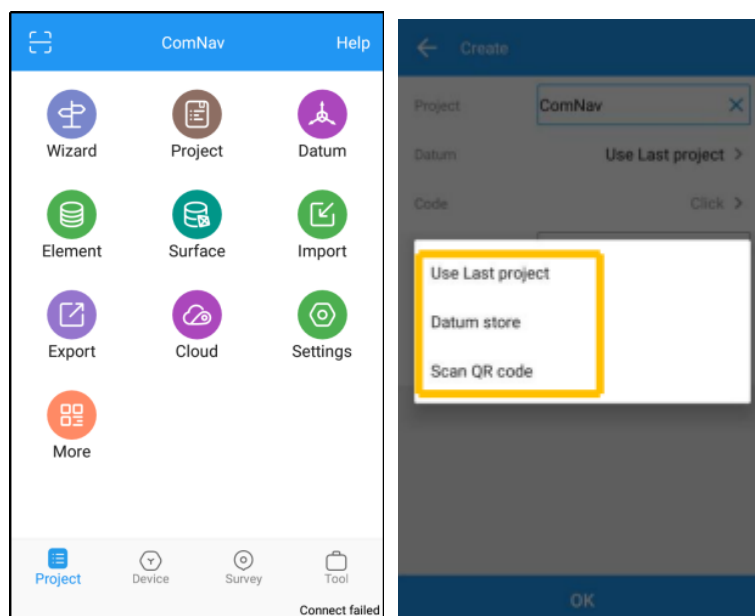 ComNav Help
Wizard Project Datum
Element Surface Import
Export Cloud Settings
More
Project Device Survey Tool
Connect failed
Create
Project ComNav
Datum Use Last project
Code Click
Use Last project
Datum store
Scan QR code
OK